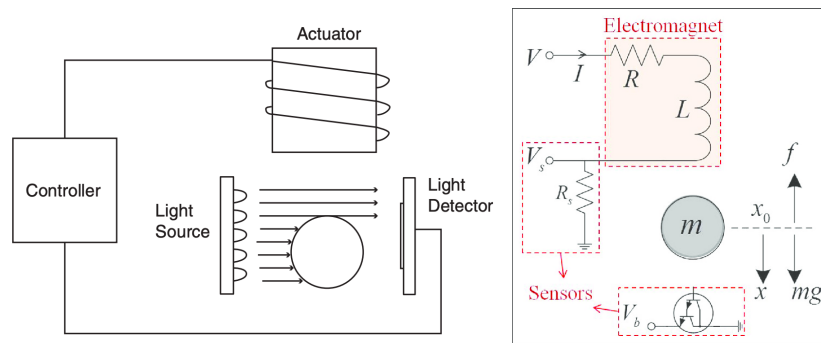 Actuator
Controller
Light
Source
Light
Detector
Electromagnet
V
I
R
L
V_s
R_s
f
m
x_0
x
mg
Sensors
V_b